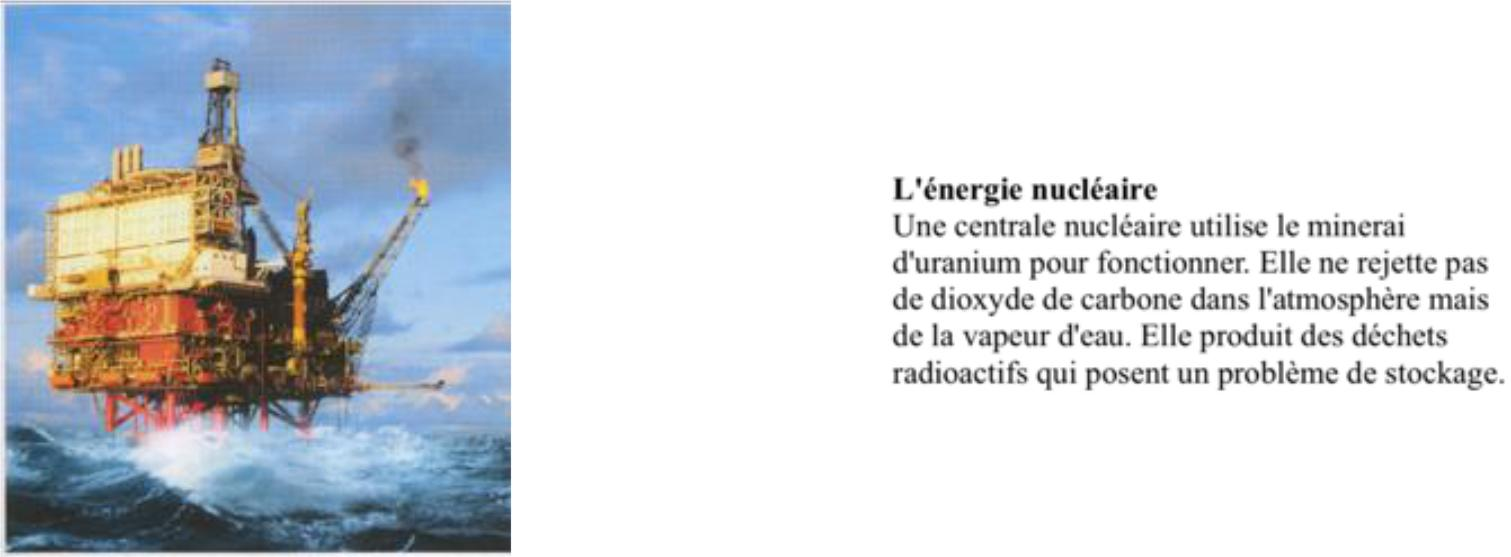 L'énergie nucléaire
Une centrale nucléaire utilise le minerai
d'uranium pour fonctionner. Elle ne rejette pas
de dioxyde de carbone dans l'atmosphère mais
de la vapeur d'eau. Elle produit des déchets
radioactifs qui posent un problème de stockage.